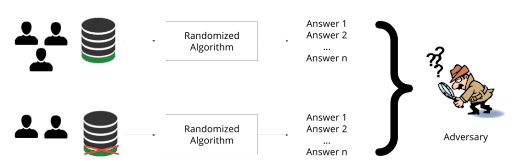 Randomized
Algorithm
Answer 1
Answer 2
...
Answer n
???
Adversary
Randomized
Algorithm
Answer 1
Answer 2
...
Answer n